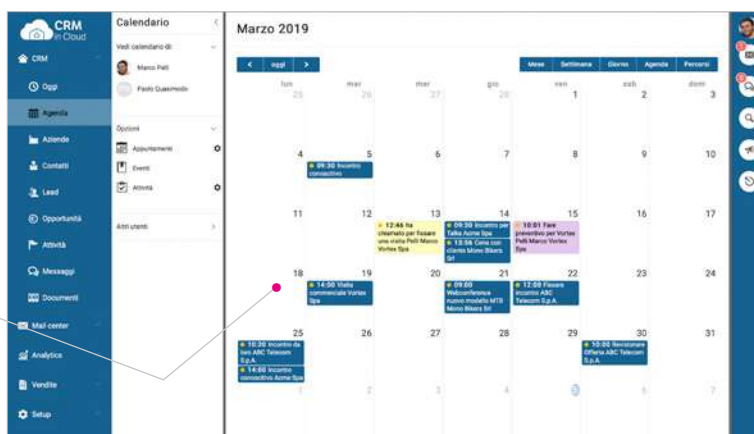 CRM
in Cloud
CRM
Oggi
Agenda
Aziende
Contatti
Lead
Opportunità
Attività
Messaggi
Documenti
Mail center
Analytics
Vendite
Setup
Calendario
Vedi calendario di:
Marco Pelli
Paolo Quasimodo
Opzioni
Appuntamenti
Eventi
Attività
Altri utenti
Marzo 2019
< oggi >
Mese Settimana Giorno Agenda Percorsi
lun mar mer gio ven sab dom
25 26 27 28 1 2 3
4 5 6 7 8 9 10
09:30 Incontro
conoscitivo
11 12 13 14 15 16 17
12:46 ha
chiamato per fissare
una visita Pelli Marco
Vortex Spa
09:30 Incontro per
Talka Acme Spa
13:56 Cena con
cliente Mono Bikers
Srl
10:01 Fare
preventivo per Vortex
Pelli Marco Vortex
Spa
18 19 20 21 22 23 24
14:00 Visita
commerciale Vortex
Spa
09:00
Webconference
nuovo modello MTB
Mono Bikers Srl
12:08 Fissare
incontro ABC
Telecom S.p.A.
25 26 27 28 29 30 31
10:30 Incontro da
loro ABC Telecom
S.p.A.
14:60 Incontro
conoscitivo Acme Spa
10:00 Revisionare
Offerta ABC Telecom
S.p.A.
1 2 3 4 5 6 7